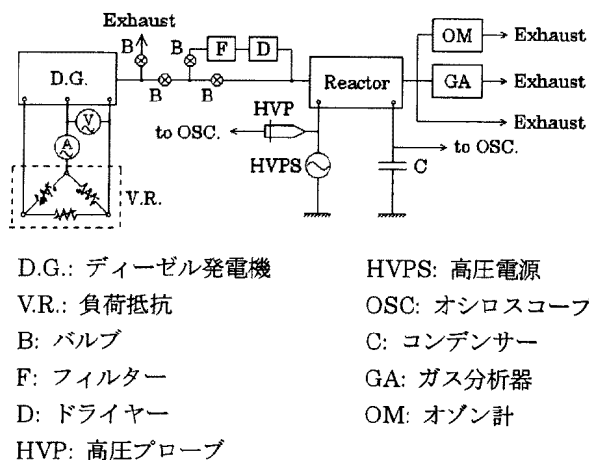 Exhaust
B
B
F
D
OM
Exhaust
D.G.
B
B
Reactor
GA
Exhaust
HVP
Exhaust
V
to OSC.
to OSC.
A
HVPS
C
V.R.
D.G.: ディーゼル発電機
V.R.: 負荷抵抗
B: バルブ
F: フィルター
D: ドライヤー
HVP: 高圧プローブ
HVPS: 高圧電源
OSC: オシロスコープ
C: コンデンサー
GA: ガス分析器
OM: オゾン計